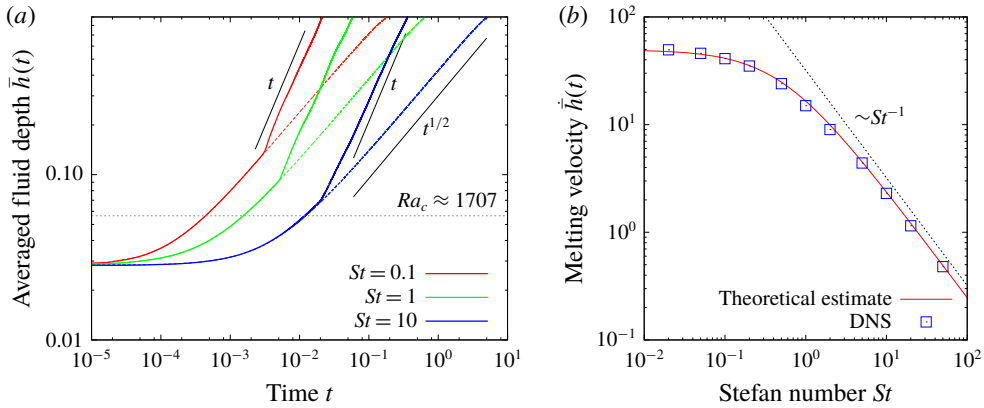 (a)
Averaged fluid depth h̄(t)
0.10
0.01
t
t
t^{1/2}
Ra_c ≈ 1707
St = 0.1
St = 1
St = 10
10^{−5} 10^{−4} 10^{−3} 10^{−2} 10^{−1} 10^{0} 10^{1}
Time t
(b)
Melting velocity \dot{\bar{h}}(t)
10^{2}
10^{1}
10^{0}
10^{−1}
~St^{−1}
Theoretical estimate
DNS
10^{−2} 10^{−1} 10^{0} 10^{1} 10^{2}
Stefan number St